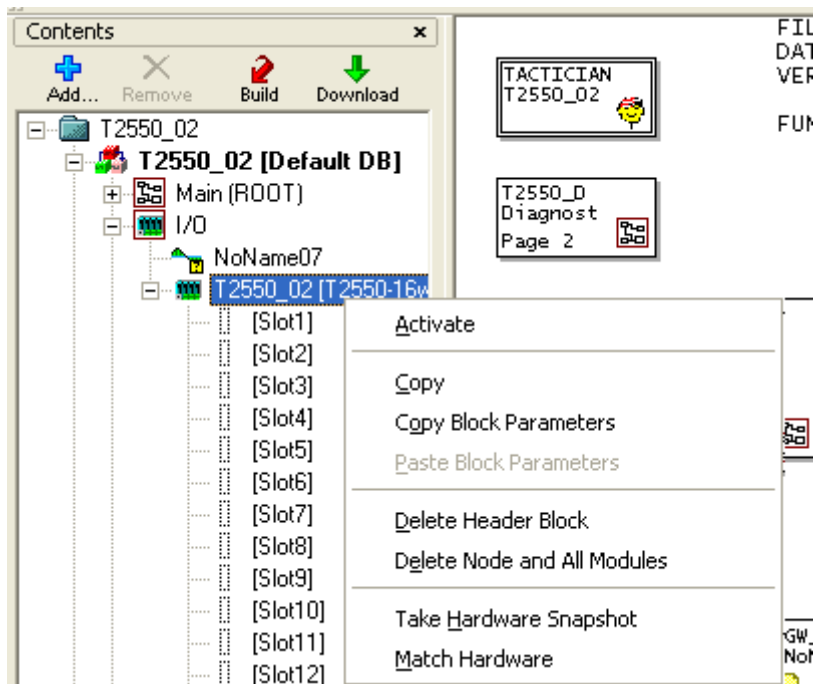 Contents
Add... Remove Build Download
T2550_02
T2550_02 [Default DB]
Main (ROOT)
I/O
NoName07
T2550_02 [T2550-16w
[Slot1]
[Slot2]
[Slot3]
[Slot4]
[Slot5]
[Slot6]
[Slot7]
[Slot8]
[Slot9]
[Slot10]
[Slot11]
[Slot12]
Activate
Copy
Copy Block Parameters
Paste Block Parameters
Delete Header Block
Delete Node and All Modules
Take Hardware Snapshot
Match Hardware
TACTICIAN
T2550_02
T2550_D
Diagnost
Page 2
FIL
DAT
VER
FUN
GW_
NoN